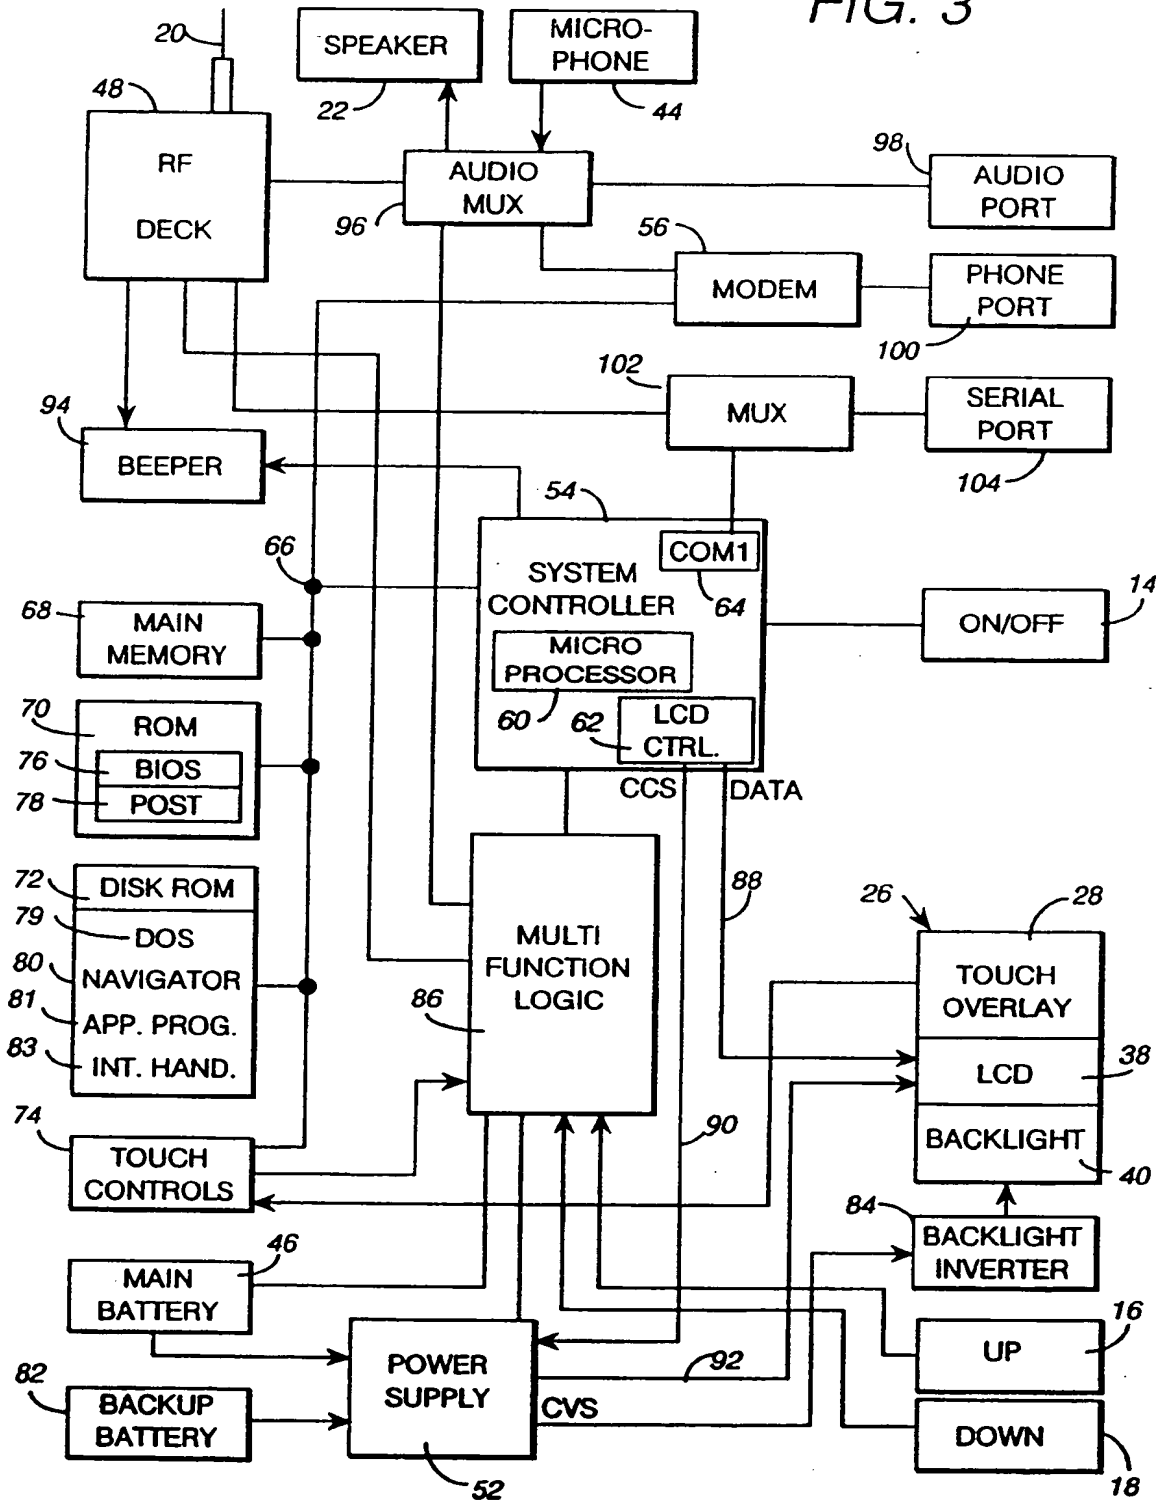 FIG. 3
20
SPEAKER
22
MICRO-
PHONE
44
48
RF
DECK
AUDIO
MUX
96
98
AUDIO
PORT
56
MODEM
PHONE
PORT
100
102
MUX
SERIAL
PORT
104
94
BEEPER
54
COM1
64
SYSTEM
CONTROLLER
MICRO
PROCESSOR
60
62
LCD
CTRL.
CCS
DATA
66
68
MAIN
MEMORY
14
ON/OFF
70
ROM
76
BIOS
78
POST
72
DISK ROM
79
DOS
80
NAVIGATOR
81
APP. PROG.
83
INT. HAND.
MULTI
FUNCTION
LOGIC
86
88
26
28
TOUCH
OVERLAY
LCD
38
BACKLIGHT
40
90
74
TOUCH
CONTROLS
84
BACKLIGHT
INVERTER
46
MAIN
BATTERY
UP
16
POWER
SUPPLY
52
92
CVS
82
BACKUP
BATTERY
DOWN
18